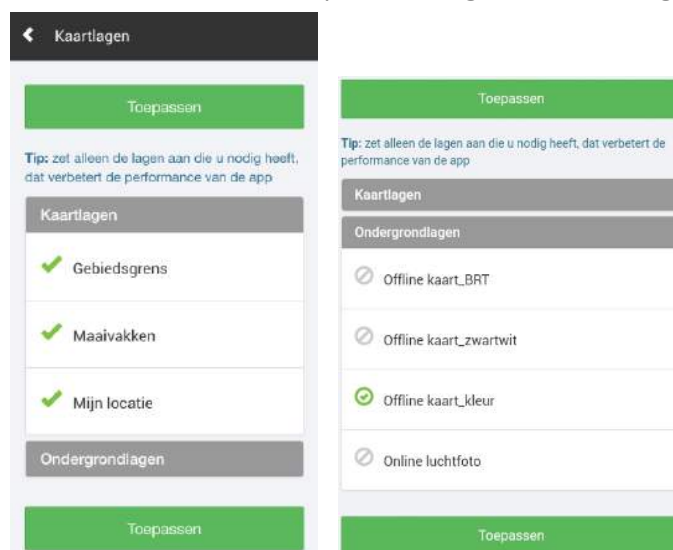 Kaartlagen
Toepassen
Tip: zet alleen de lagen aan die u nodig heeft,
dat verbetert de performance van de app
Kaartlagen
Gebiedsgrens
Maaivakken
Mijn locatie
Ondergrondlagen
Toepassen
Toepassen
Tip: zet alleen de lagen aan die u nodig heeft, dat verbetert de
performance van de app
Kaartlagen
Ondergrondlagen
Offline kaart_BRT
Offline kaart_zwartwit
Offline kaart_kleur
Online luchtfoto
Toepassen